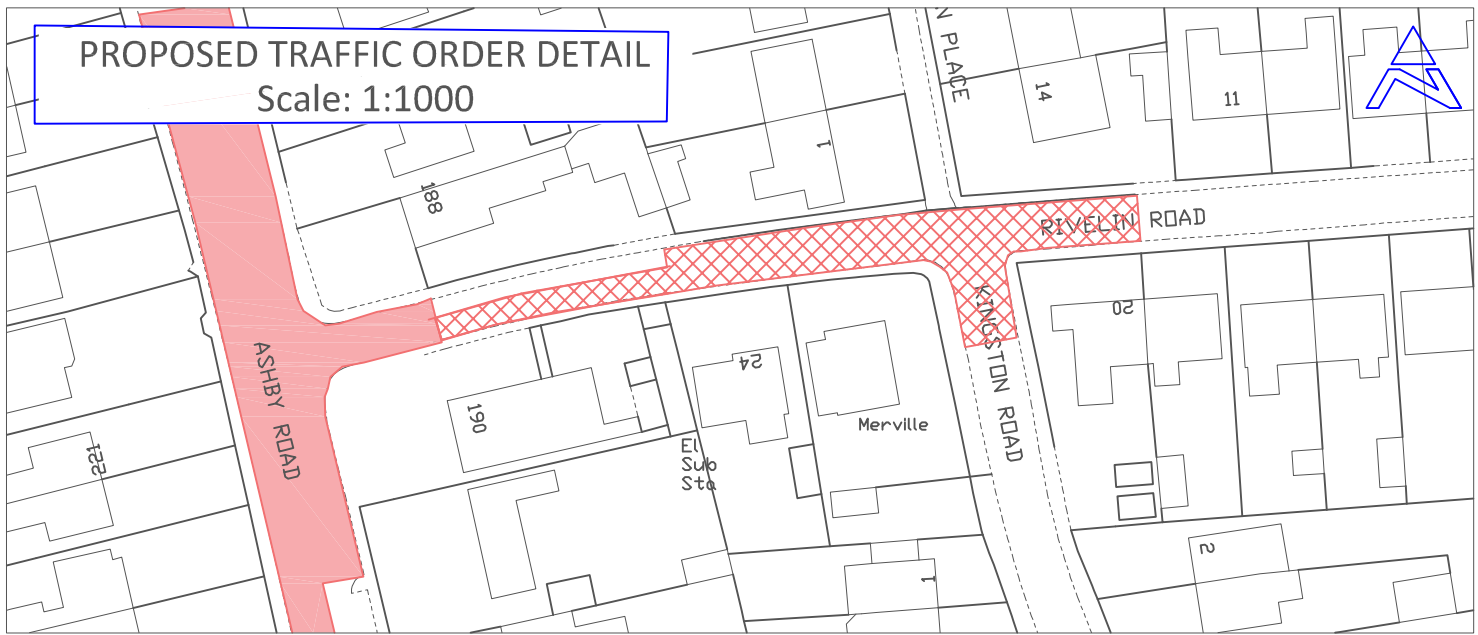 PROPOSED TRAFFIC ORDER DETAIL
Scale: 1:1000
N PLACE
14
11
1
188
RIVELIN ROAD
KINGSTON ROAD
20
ASHBY ROAD
24
190
Merville
El
Sub
Sta
221
2
1